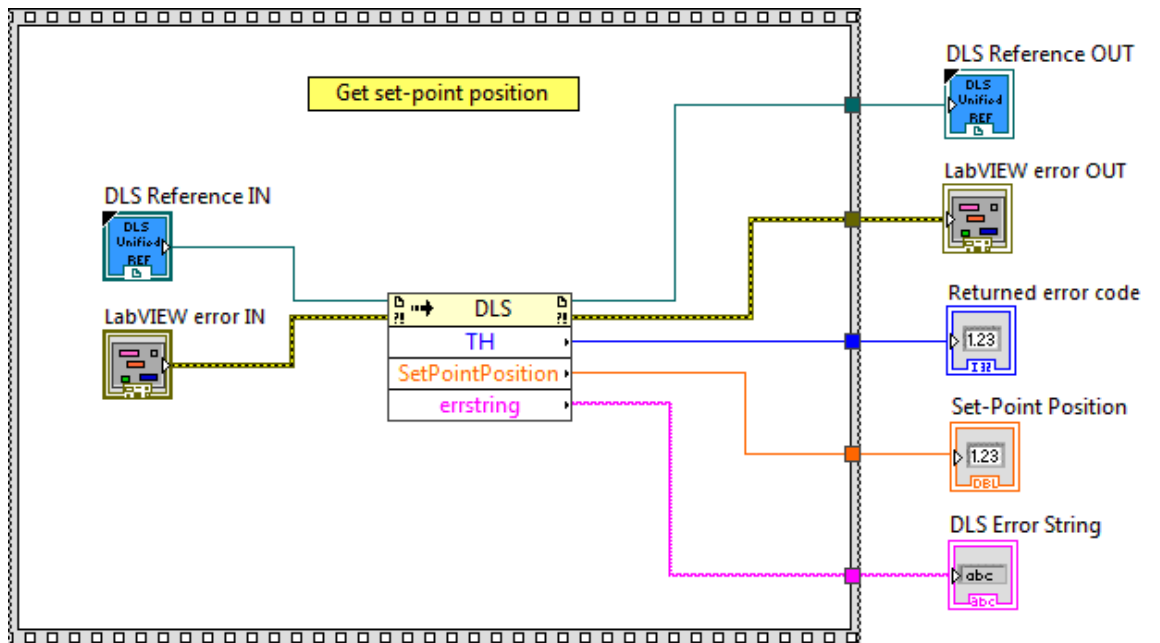 DLS Reference OUT
DLS
Unified
REF
Get set-point position
LabVIEW error OUT
DLS Reference IN
DLS
Unified
REF
?!
DLS
?!
Returned error code
LabVIEW error IN
TH
1.23
I32
SetPointPosition
errstring
Set-Point Position
1.23
DBL
DLS Error String
abc
abc